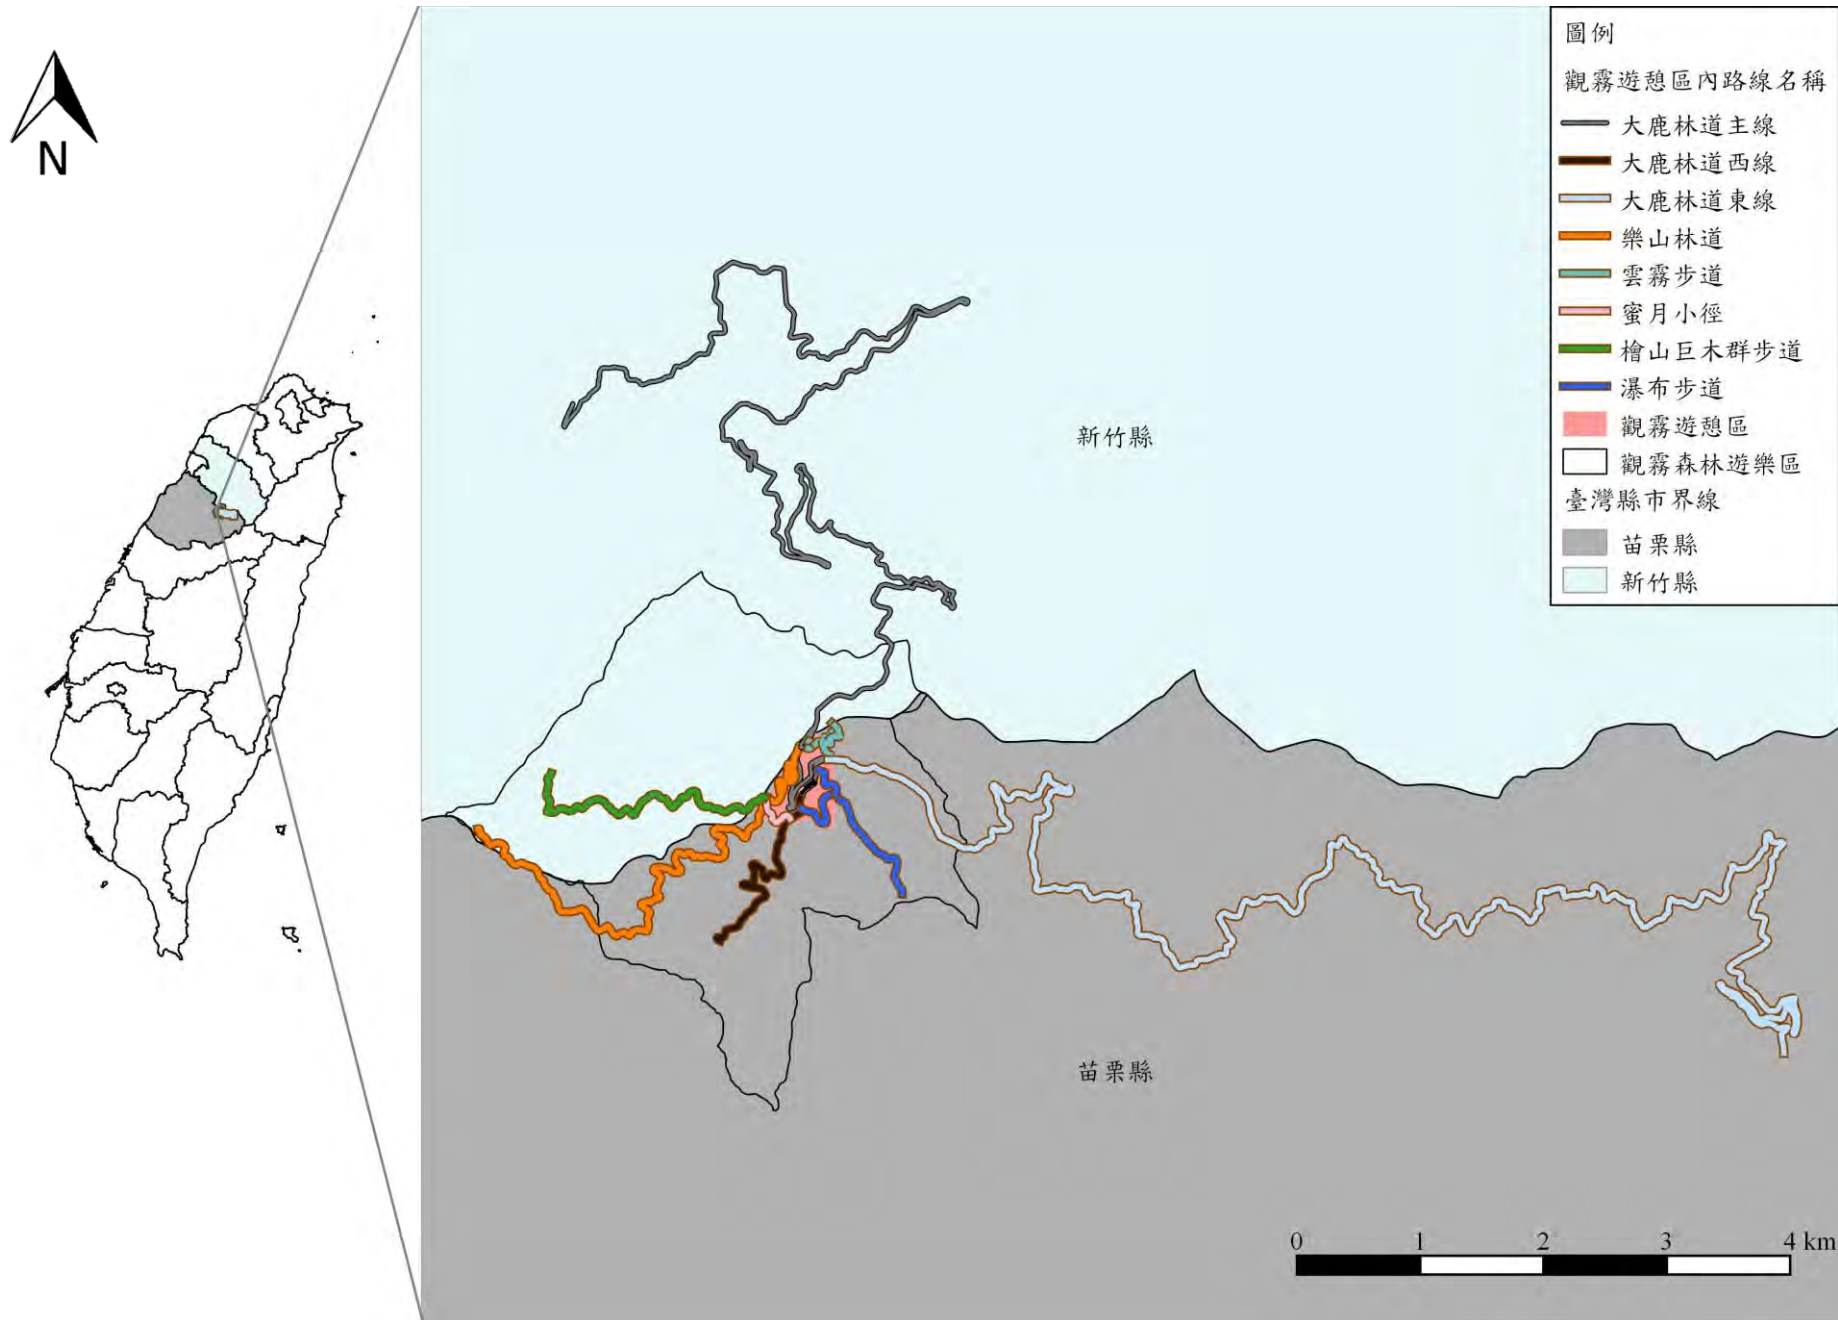 N
圖例
觀霧遊憩區內路線名稱
大鹿林道主線
大鹿林道西線
大鹿林道東線
樂山林道
雲霧步道
蜜月小徑
檜山巨木群步道
瀑布步道
觀霧遊憩區
觀霧森林遊樂區
臺灣縣市界線
苗栗縣
新竹縣
新竹縣
苗栗縣
0 1 2 3 4 km